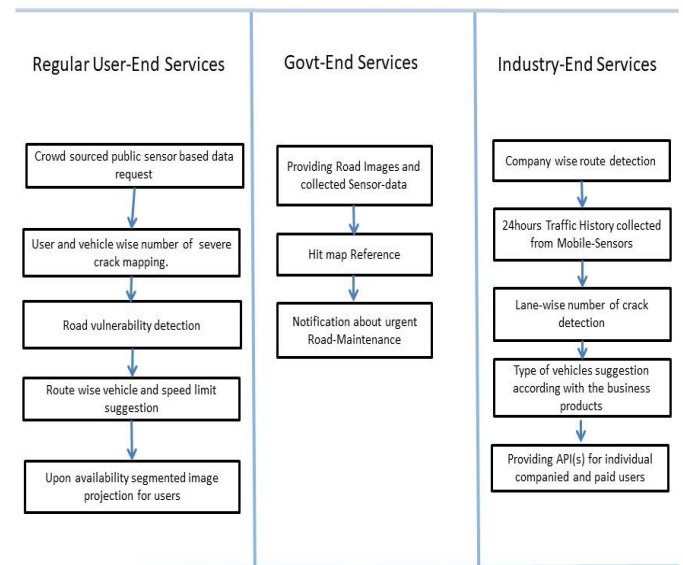 Regular User-End Services
Crowd sourced public sensor based data
request
User and vehicle wise number of severe
crack mapping.
Road vulnerability detection
Route wise vehicle and speed limit
suggestion
Upon availability segmented image
projection for users
Govt-End Services
Providing Road Images and
collected Sensor-data
Hit map Reference
Notification about urgent
Road-Maintenance
Industry-End Services
Company wise route detection
24hours Traffic History collected
from Mobile-Sensors
Lane-wise number of crack
detection
Type of vehicles suggestion
according with the business
products
Providing API(s) for individual
companied and paid users